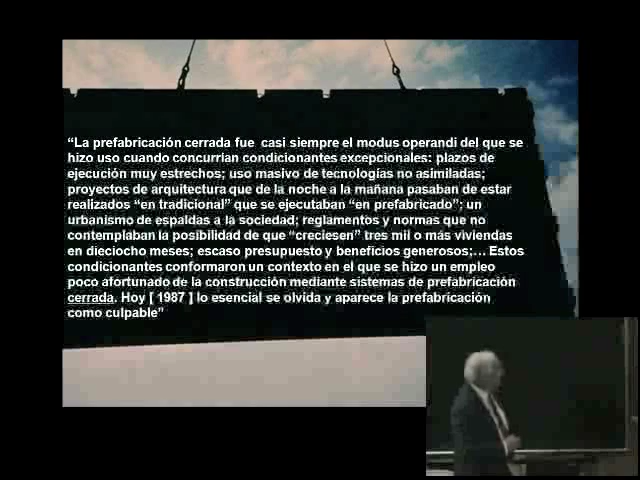 “La prefabricación cerrada fue casi siempre el modus operandi del que se
hizo uso cuando concurrian condicionantes excepcionales: plazos de
ejecución muy estrechos; uso masivo de tecnologías no asimiladas;
proyectos de arquitectura que de la noche a la mañana pasaban de estar
realizados “en tradicional” que se ejecutaban “en prefabricado”; un
urbanismo de espaldas a la sociedad; reglamentos y normas que no
contemplaban la posibilidad de que “creciesen” tres mil o más viviendas
en dieciocho meses; escaso presupuesto y beneficios generosos;… Estos
condicionantes conformaron un contexto en el que se hizo un empleo
poco afortunado de la construcción mediante sistemas de prefabricación
cerrada. Hoy [ 1987 ] lo esencial se olvida y aparece la prefabricación
como culpable”